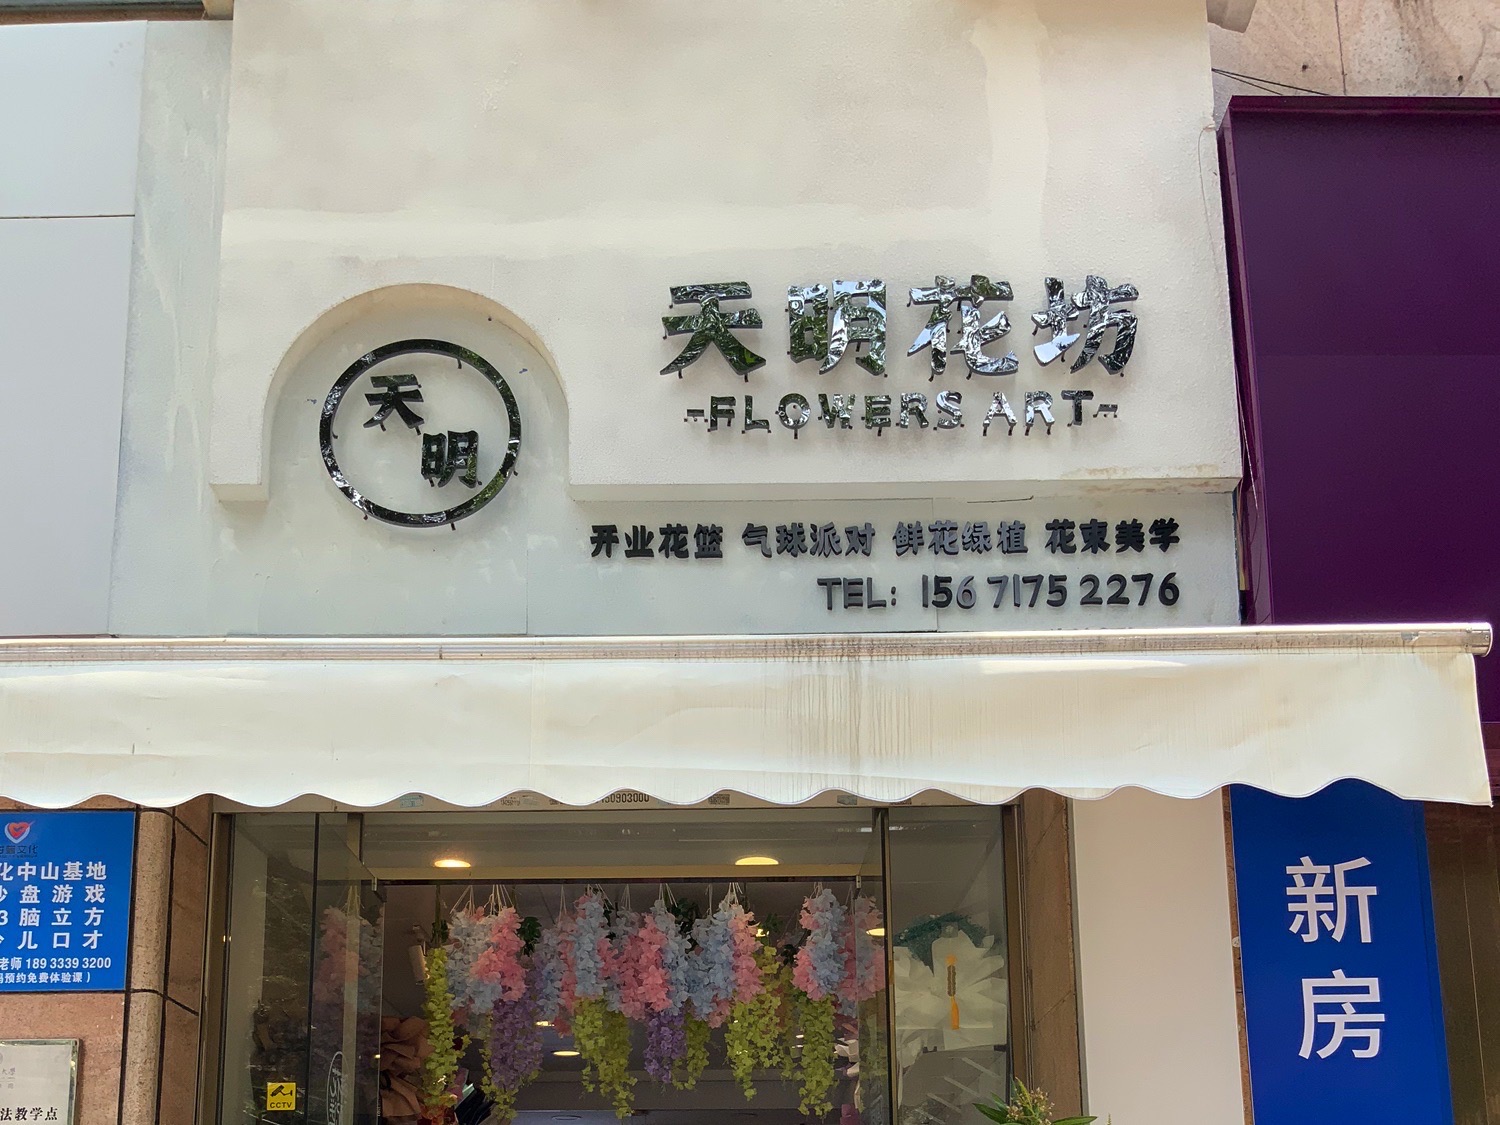 天明花坊
-FLOWERS ART-
天明
开业花篮 气球派对 鲜花绿植 花束美学
TEL: 156 7175 2276
化中山基地
沙盘游戏
3脑立方
少儿口才
老师 189 3339 3200
预约免费体验课)
法教学点
CCTV
新房